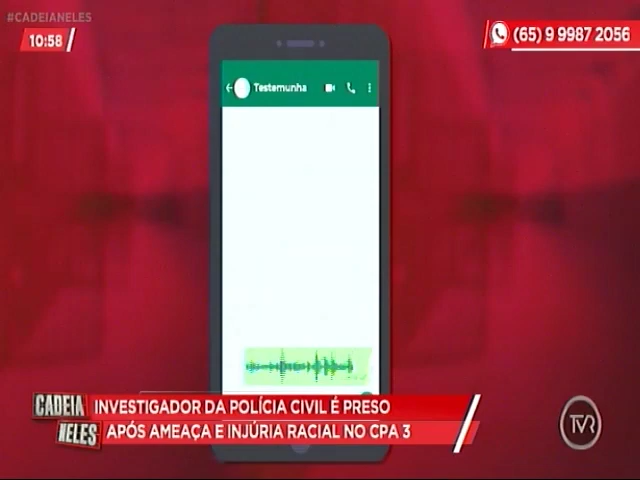 #CADEIANELES
10:58
(65) 9 9987 2056
Testemunha
CADEIA
NELES
INVESTIGADOR DA POLÍCIA CIVIL É PRESO
APÓS AMEAÇA E INJÚRIA RACIAL NO CPA 3
TVR